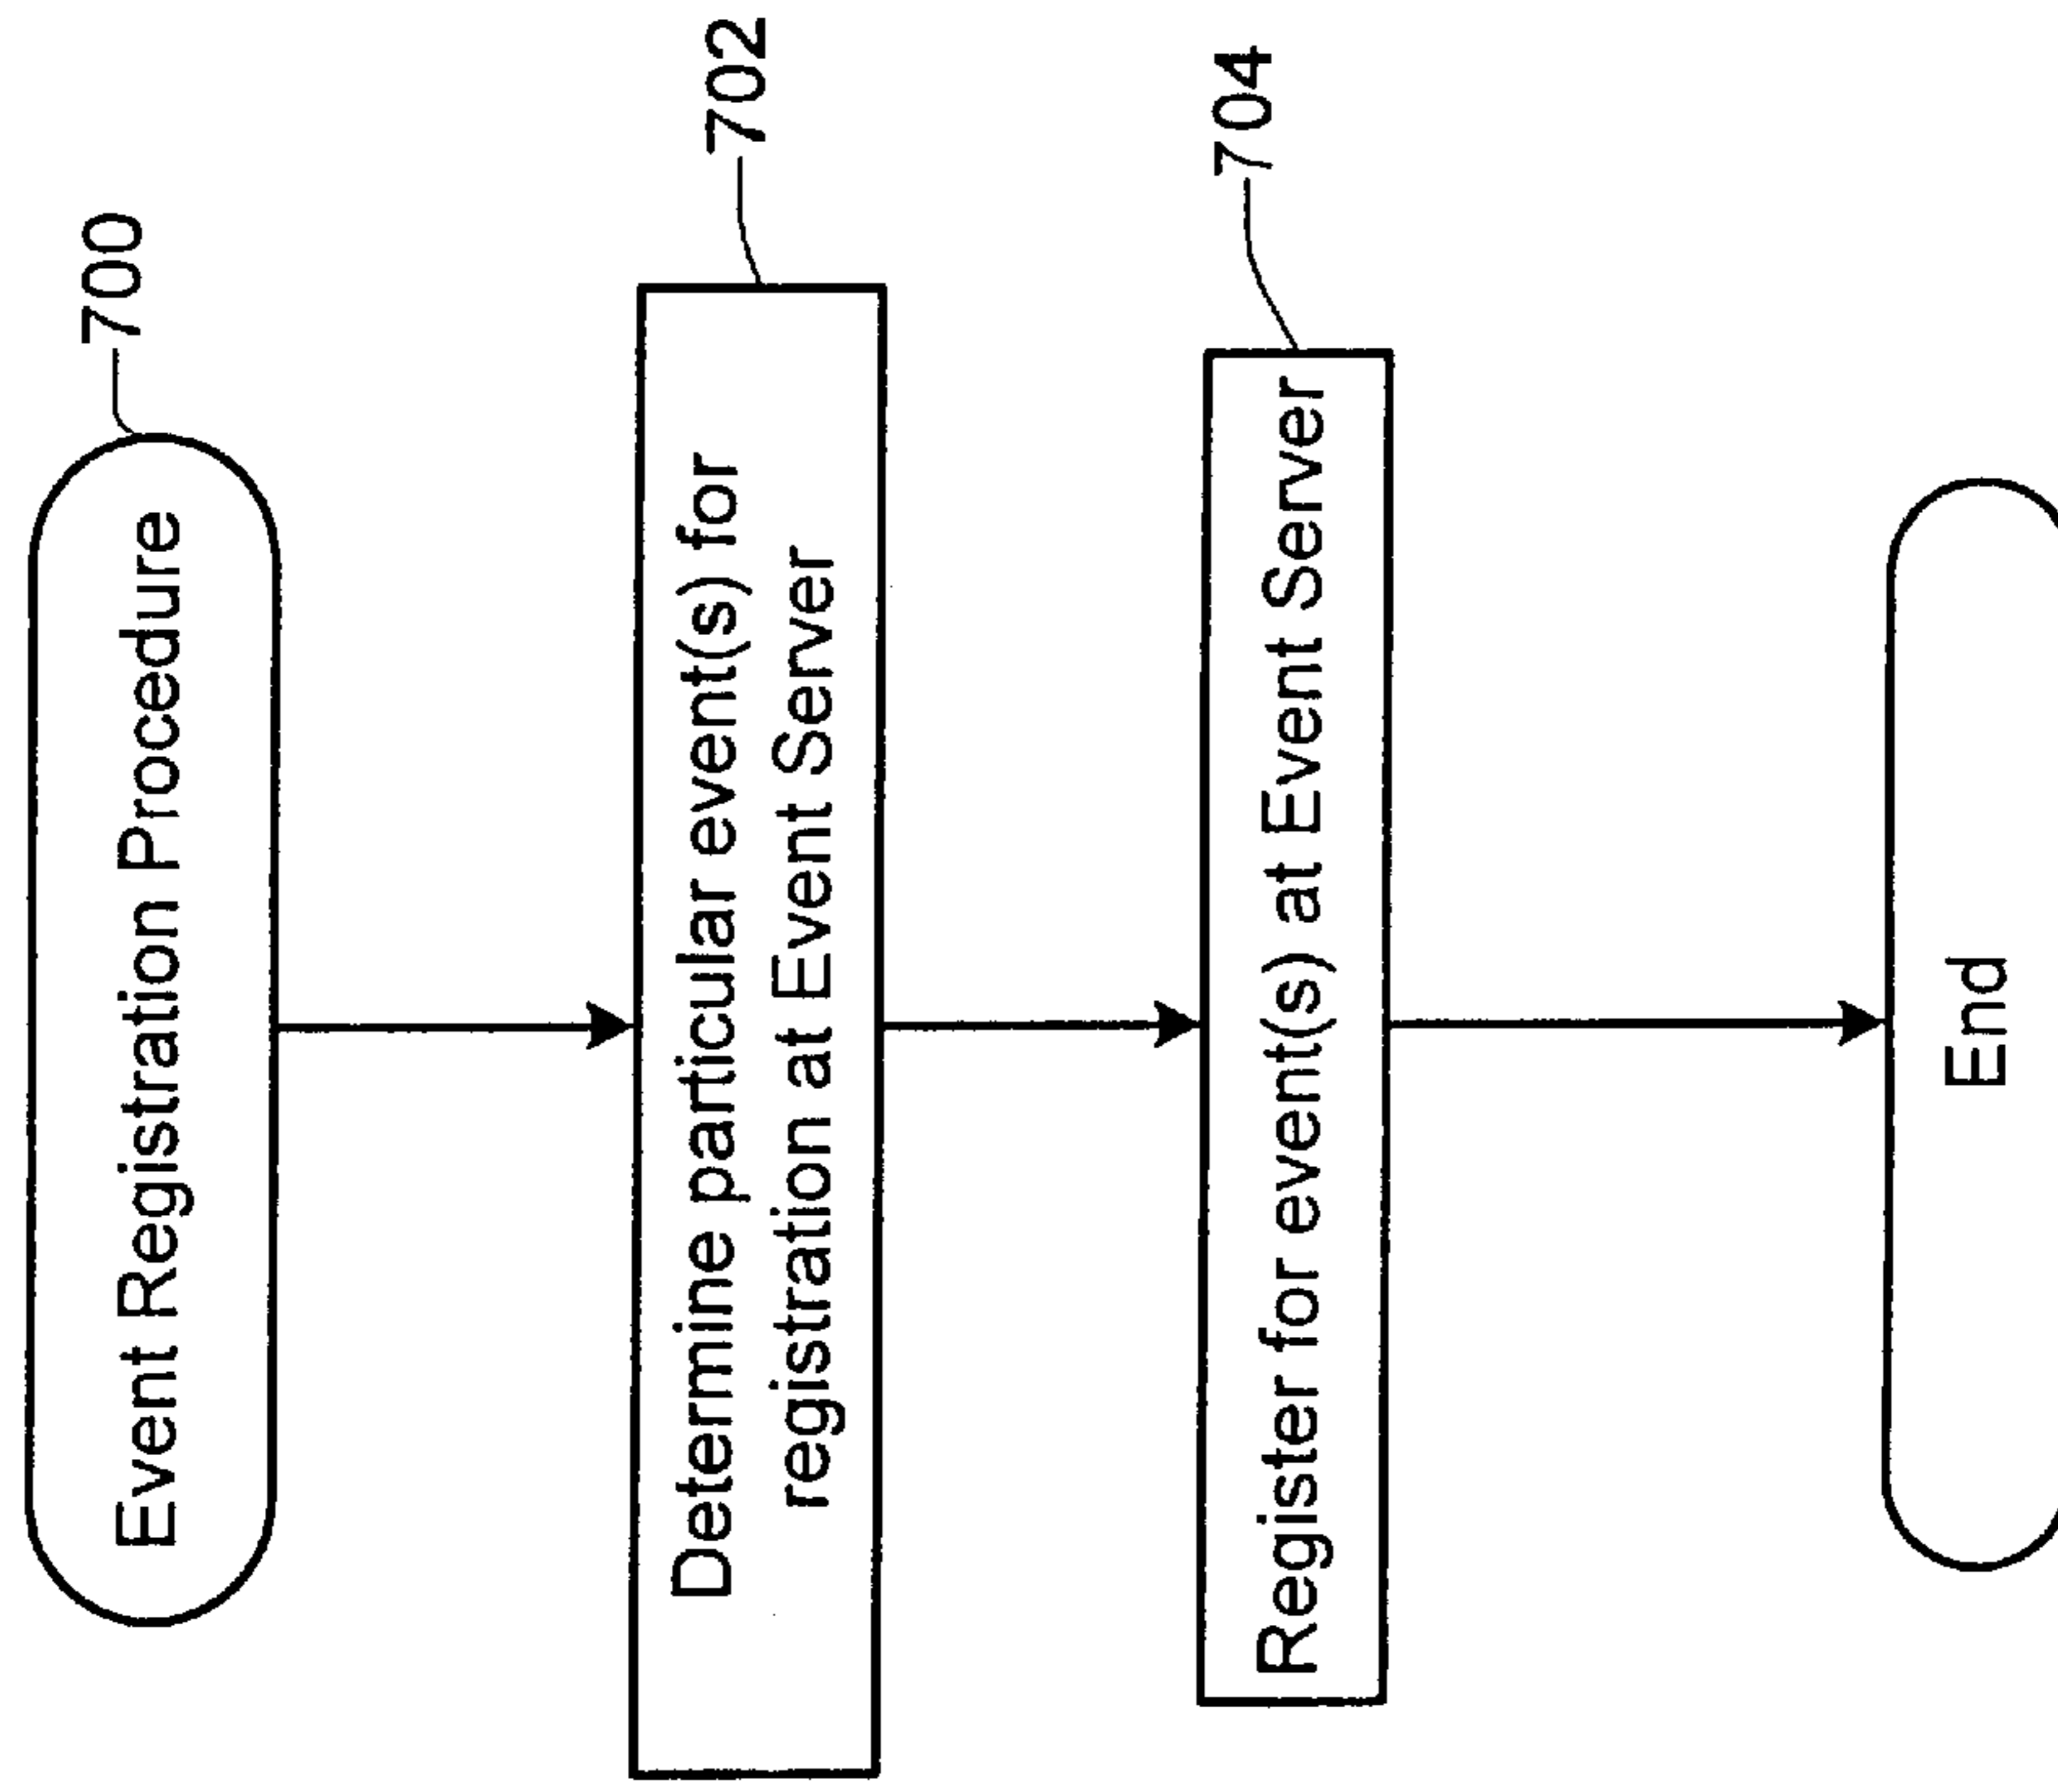 700
Event Registration Procedure
702
Determine particular event(s) for
registration at Event Server
704
Register for event(s) at Event Server
End